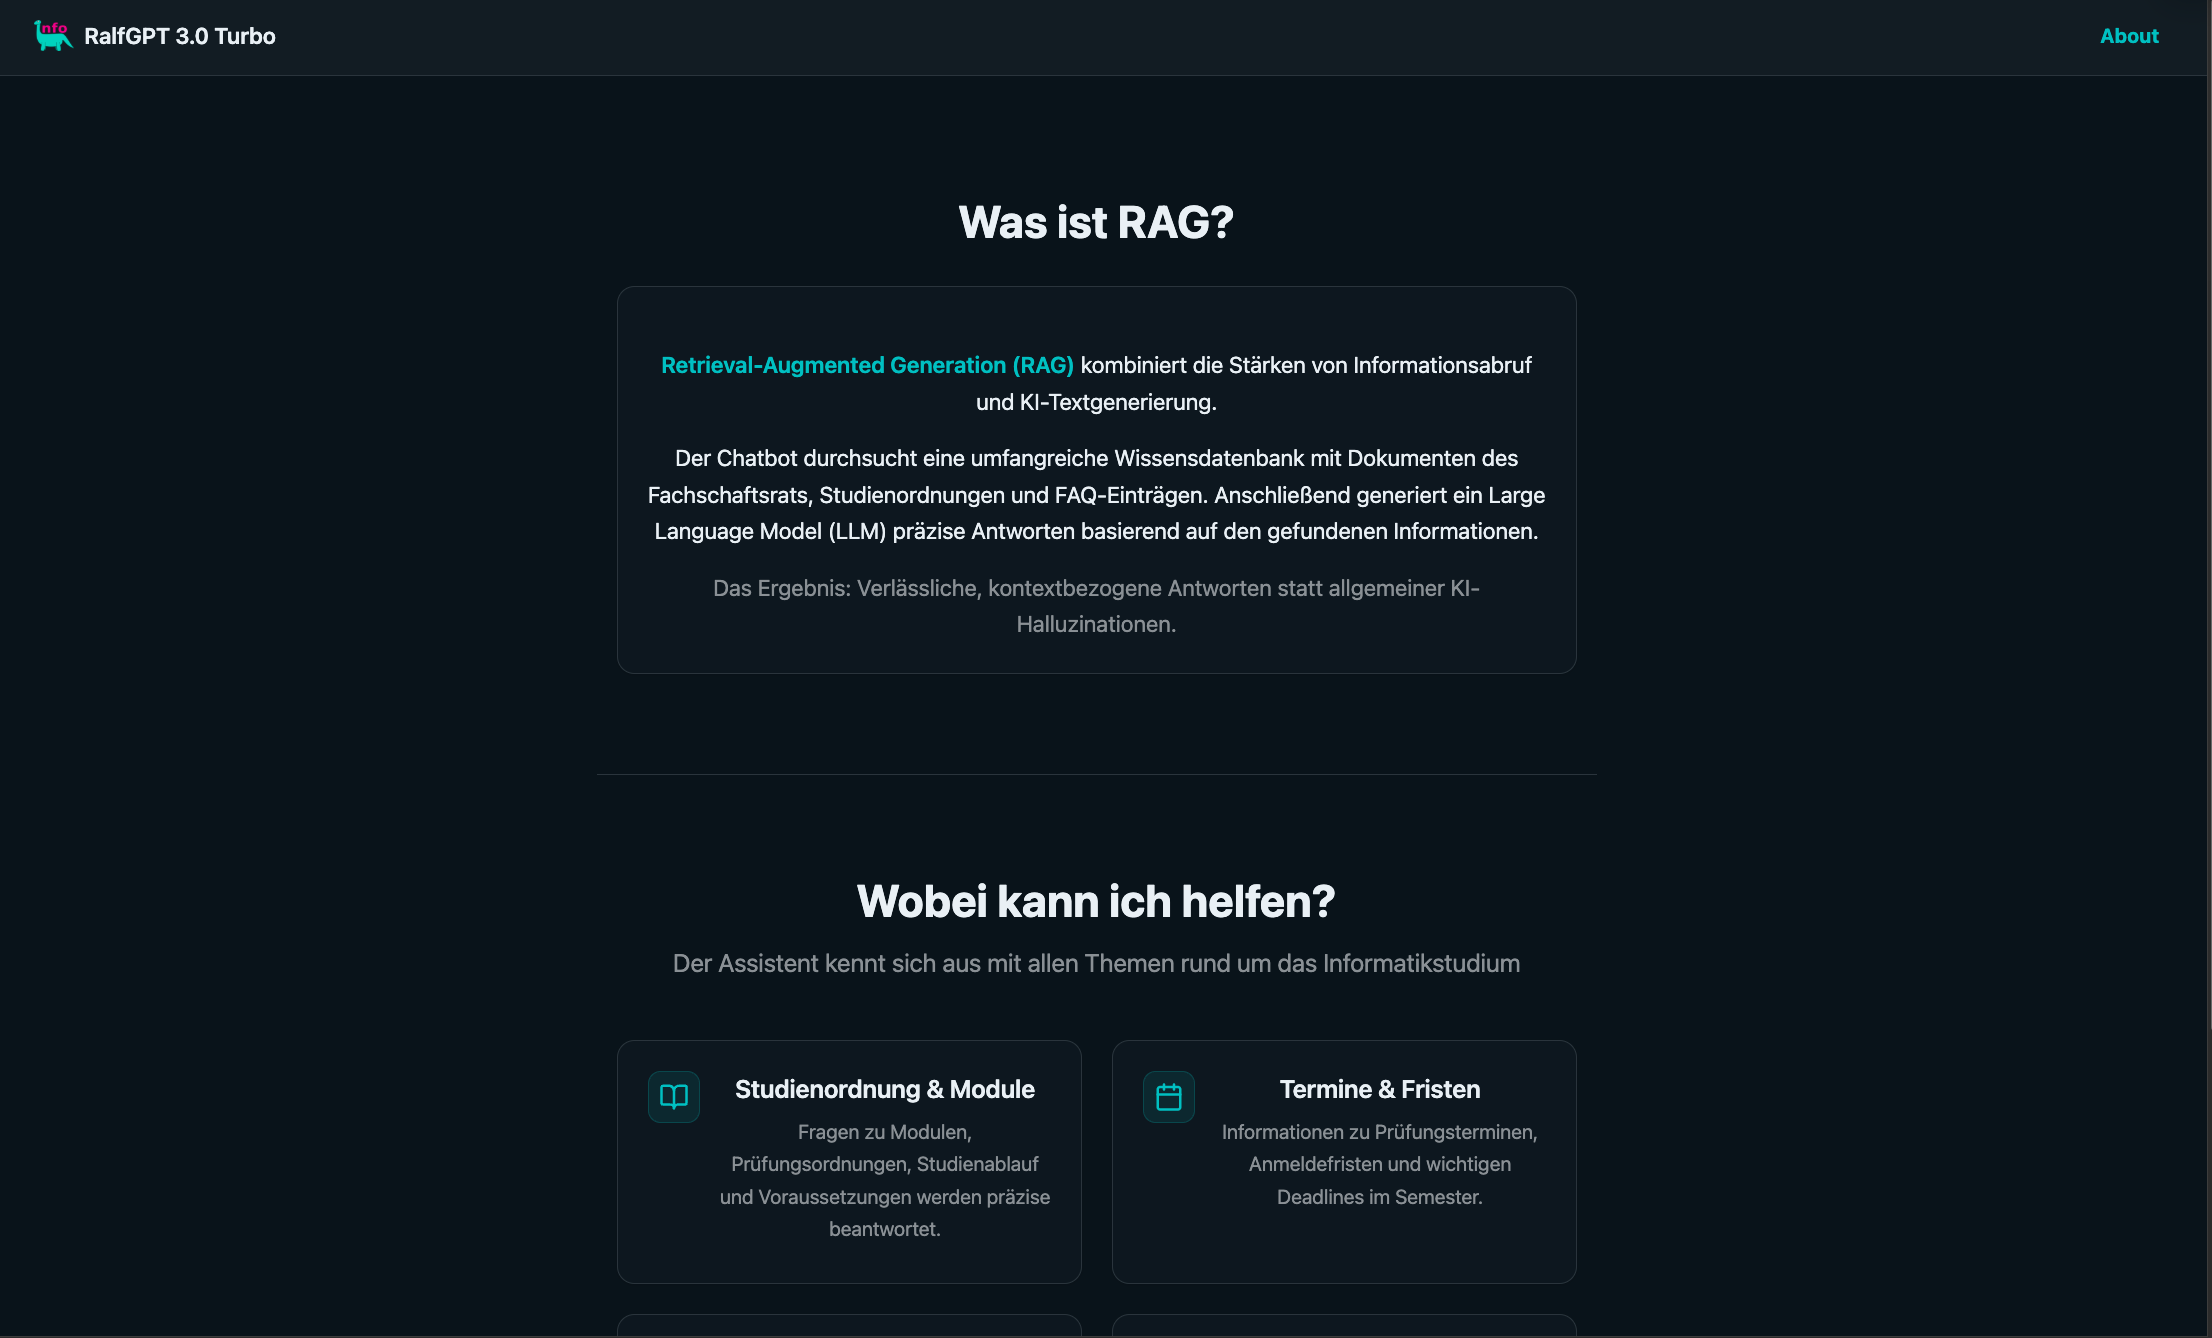 nfo
RalfGPT 3.0 Turbo
About
Was ist RAG?
Retrieval-Augmented Generation (RAG) kombiniert die Stärken von Informationsabruf
und KI-Textgenerierung.
Der Chatbot durchsucht eine umfangreiche Wissensdatenbank mit Dokumenten des
Fachschaftsrats, Studienordnungen und FAQ-Einträgen. Anschließend generiert ein Large
Language Model (LLM) präzise Antworten basierend auf den gefundenen Informationen.
Das Ergebnis: Verlässliche, kontextbezogene Antworten statt allgemeiner KI-
Halluzinationen.
Wobei kann ich helfen?
Der Assistent kennt sich aus mit allen Themen rund um das Informatikstudium
Studienordnung & Module
Fragen zu Modulen,
Prüfungsordnungen, Studienablauf
und Voraussetzungen werden präzise
beantwortet.
Termine & Fristen
Informationen zu Prüfungsterminen,
Anmeldefristen und wichtigen
Deadlines im Semester.